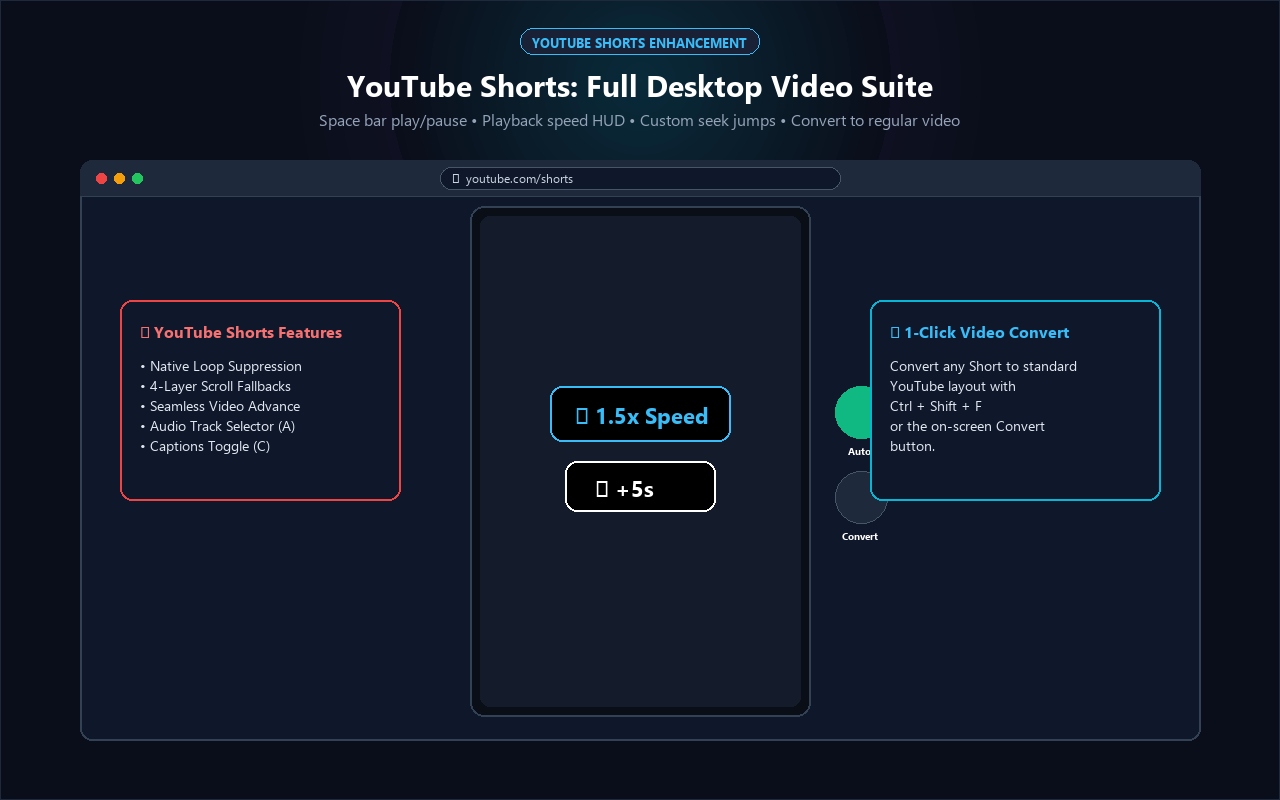 YOUTUBE SHORTS ENHANCEMENT
YouTube Shorts: Full Desktop Video Suite
Space bar play/pause • Playback speed HUD • Custom seek jumps • Convert to regular video
youtube.com/shorts
YouTube Shorts Features
• Native Loop Suppression
• 4-Layer Scroll Fallbacks
• Seamless Video Advance
• Audio Track Selector (A)
• Captions Toggle (C)
1.5x Speed
+5s
Auto
Convert
1-Click Video Convert
Convert any Short to standard
YouTube layout with
Ctrl + Shift + F
or the on-screen Convert
button.